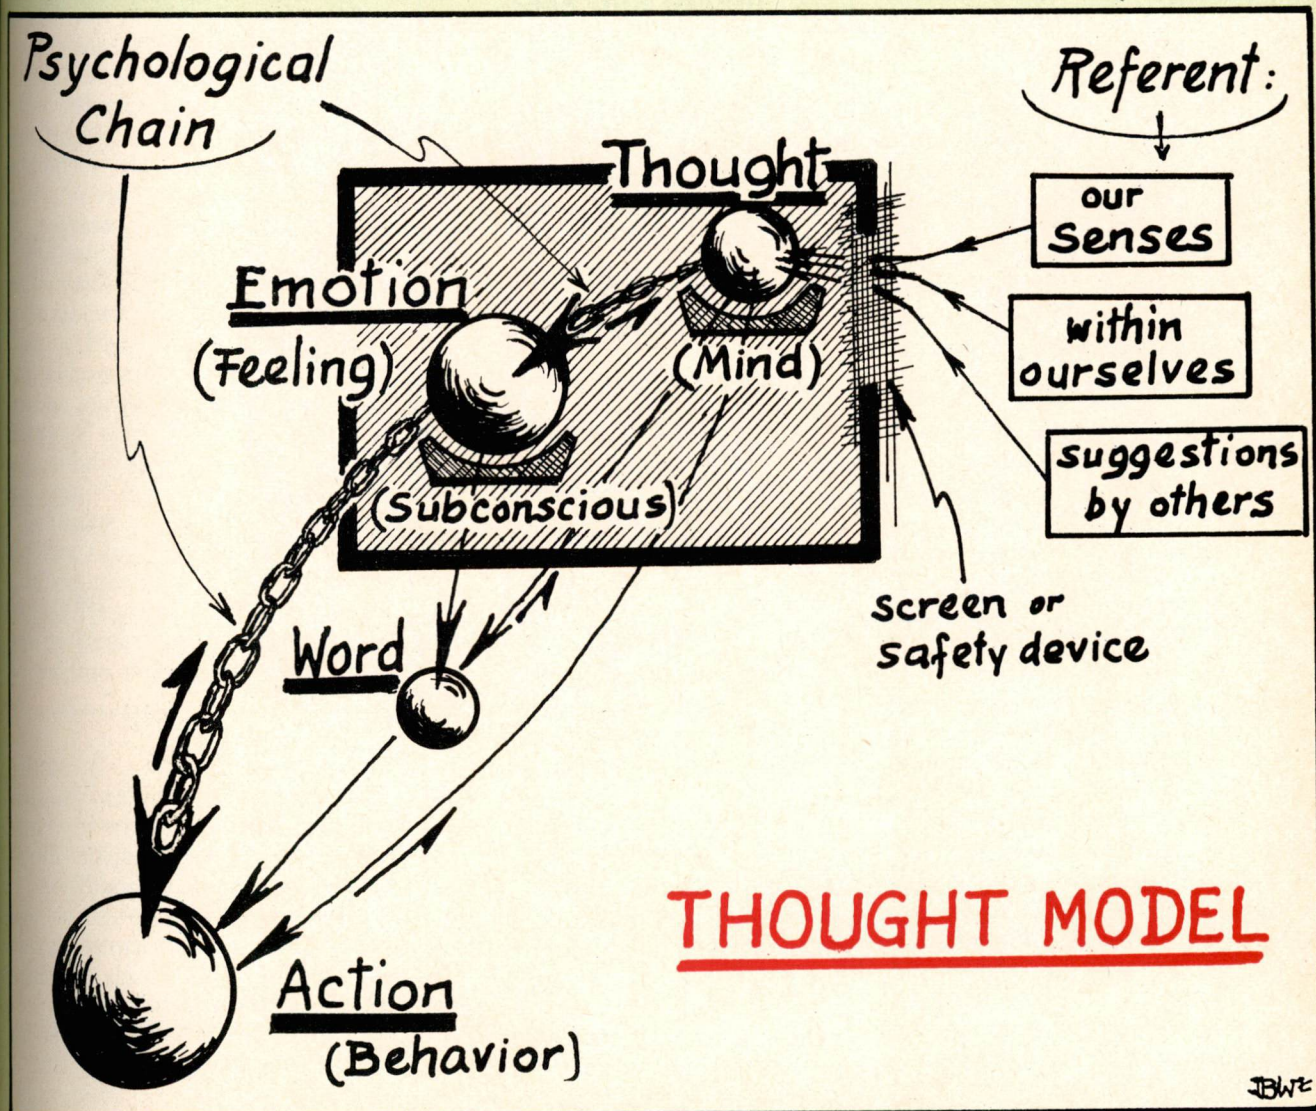 Psychological
Chain
Referent:
Thought
our
senses
Emotion
(Feeling)
(Mind)
within
ourselves
suggestions
by others
(Subconscious)
screen or
safety device
Word
THOUGHT MODEL
Action
(Behavior)